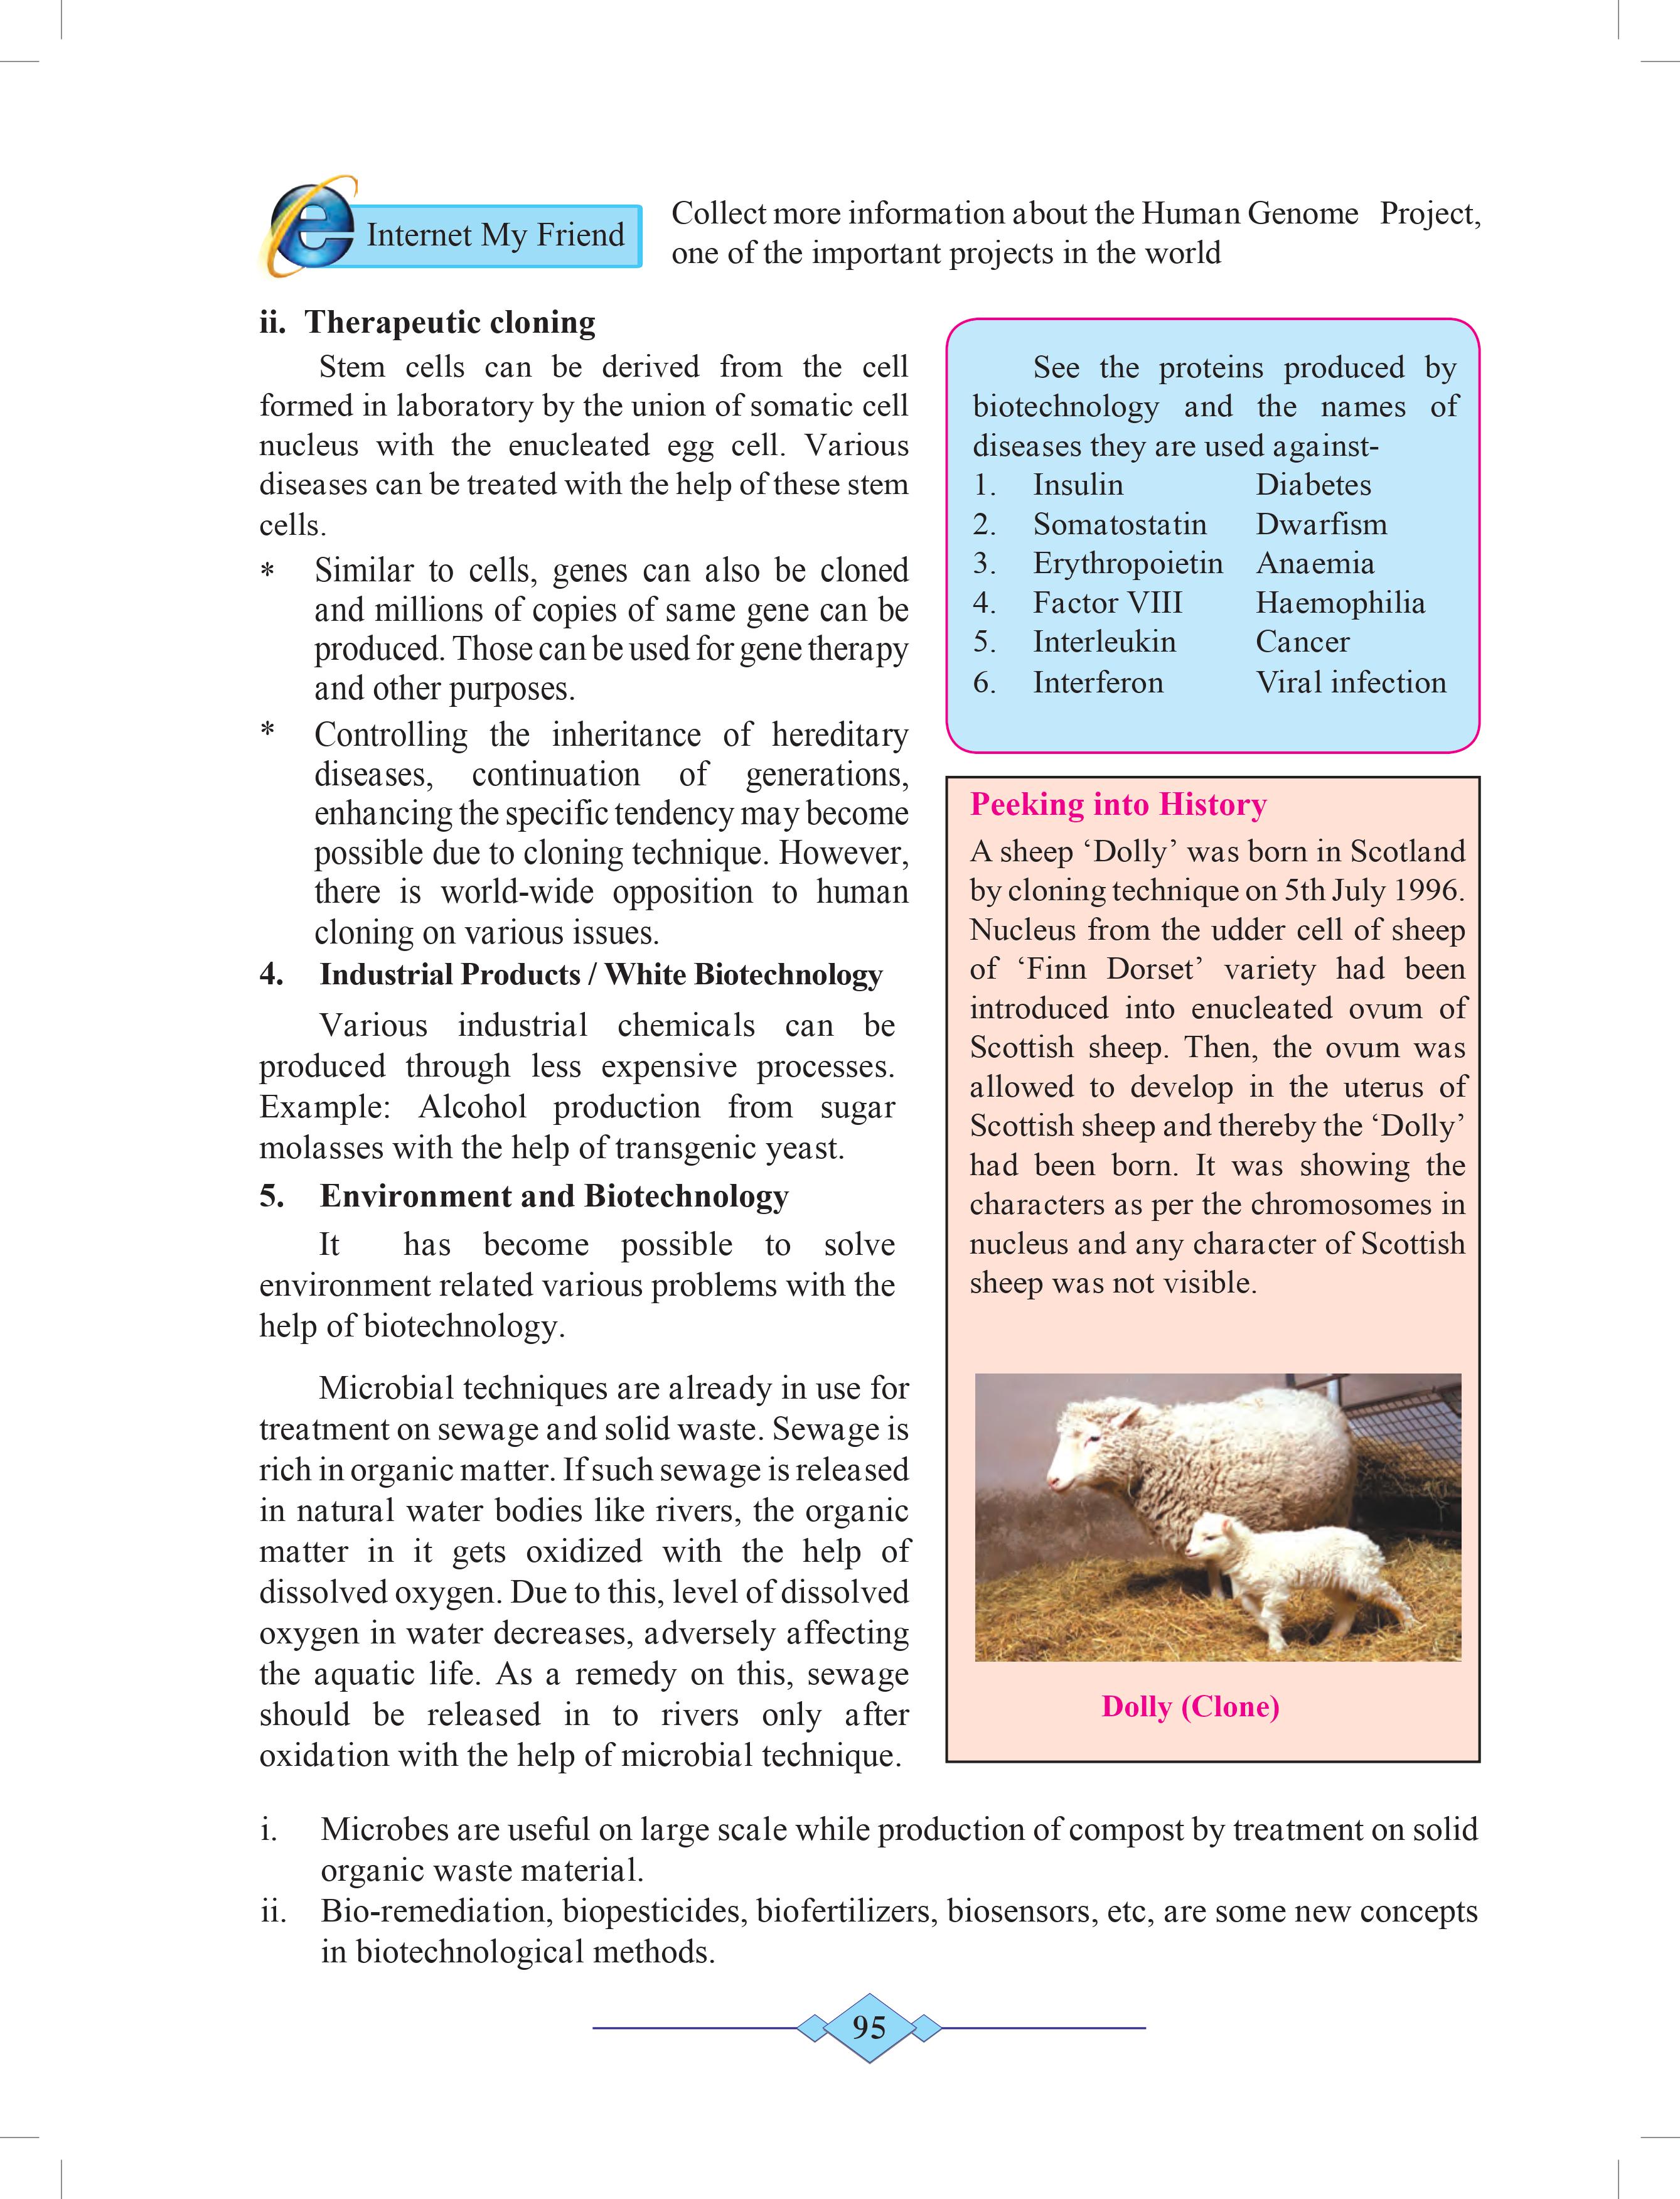 Internet My Friend
Collect more information about the Human Genome Project,
one of the important projects in the world
ii. Therapeutic cloning
Stem cells can be derived from the cell
formed in laboratory by the union of somatic cell
nucleus with the enucleated egg cell. Various
diseases can be treated with the help of these stem
cells.
* Similar to cells, genes can also be cloned
and millions of copies of same gene can be
produced. Those can be used for gene therapy
and other purposes.
* Controlling the inheritance of hereditary
diseases, continuation of generations,
enhancing the specific tendency may become
possible due to cloning technique. However,
there is world-wide opposition to human
cloning on various issues.
4. Industrial Products / White Biotechnology
Various industrial chemicals can be
produced through less expensive processes.
Example: Alcohol production from sugar
molasses with the help of transgenic yeast.
5. Environment and Biotechnology
It has become possible to solve
environment related various problems with the
help of biotechnology.
Microbial techniques are already in use for
treatment on sewage and solid waste. Sewage is
rich in organic matter. If such sewage is released
in natural water bodies like rivers, the organic
matter in it gets oxidized with the help of
dissolved oxygen. Due to this, level of dissolved
oxygen in water decreases, adversely affecting
the aquatic life. As a remedy on this, sewage
should be released in to rivers only after
oxidation with the help of microbial technique.
See the proteins produced by
biotechnology and the names of
diseases they are used against-
1. Insulin Diabetes
2. Somatostatin Dwarfism
3. Erythropoietin Anaemia
4. Factor VIII Haemophilia
5. Interleukin Cancer
6. Interferon Viral infection
Peeking into History
A sheep ‘Dolly’ was born in Scotland
by cloning technique on 5th July 1996.
Nucleus from the udder cell of sheep
of ‘Finn Dorset’ variety had been
introduced into enucleated ovum of
Scottish sheep. Then, the ovum was
allowed to develop in the uterus of
Scottish sheep and thereby the ‘Dolly’
had been born. It was showing the
characters as per the chromosomes in
nucleus and any character of Scottish
sheep was not visible.
Dolly (Clone)
i. Microbes are useful on large scale while production of compost by treatment on solid
organic waste material.
ii. Bio-remediation, biopesticides, biofertilizers, biosensors, etc, are some new concepts
in biotechnological methods.
95